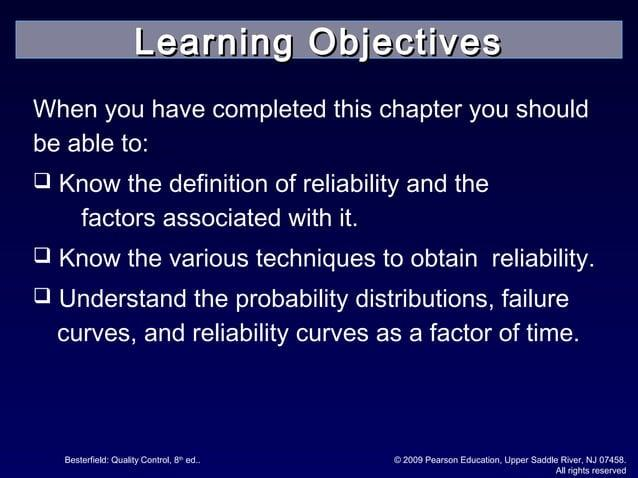 Learning Objectives
When you have completed this chapter you should
be able to:
❑ Know the definition of reliability and the
factors associated with it.
❑ Know the various techniques to obtain  reliability.
❑ Understand the probability distributions, failure
curves, and reliability curves as a factor of time.
Besterfield: Quality Control, 8th ed..
© 2009 Pearson Education, Upper Saddle River, NJ 07458.
All rights reserved